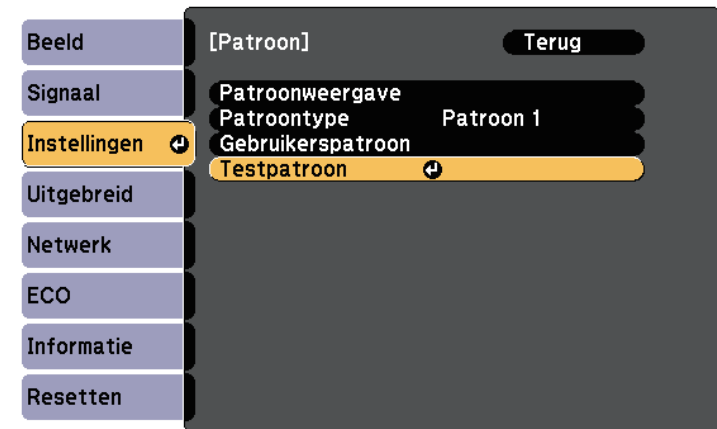 Beeld
Signaal
Instellingen
Uitgebreid
Netwerk
ECO
Informatie
Resetten
[Patroon] Terug
Patroonweergave
Patroontype Patroon 1
Gebruikerspatroon
Testpatroon